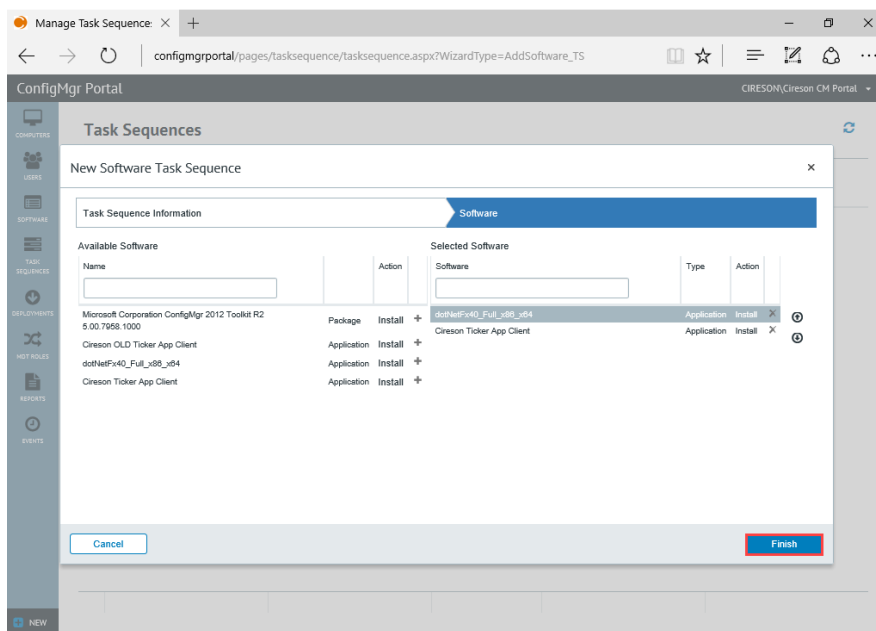 Manage Task Sequence:
configmgrportal/pages/tasksequence/tasksequence.aspx?WizardType=AddSoftware_TS
ConfigMgr Portal
CIRESON\Cireson CM Portal
COMPUTERS
USERS
SOFTWARE
TASK
SEQUENCES
DEPLOYMENTS
HOT ROLES
REPORTS
EVENTS
NEW
Task Sequences
New Software Task Sequence
Task Sequence Information
Software
Available Software
Name
Action
Microsoft Corporation ConfigMgr 2012 Toolkit R2
5.00.7958.1000
Package Install
Cireson OLD Ticker App Client Application Install
dotNetFx40_Full_x86_x64 Application Install
Cireson Ticker App Client Application Install
Selected Software
Software
Type
Action
dotNetFx40_Full_x86_x64 Application Install
Cireson Ticker App Client Application Install
Cancel
Finish